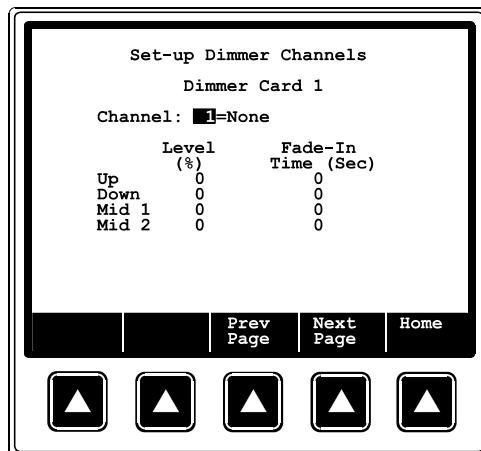 Set-up Dimmer Channels
Dimmer Card 1
Channel: 1=None
Level Fade-In
(%) Time (Sec)
Up 0 0
Down 0 0
Mid 1 0 0
Mid 2 0 0
Prev Next Home
Page Page